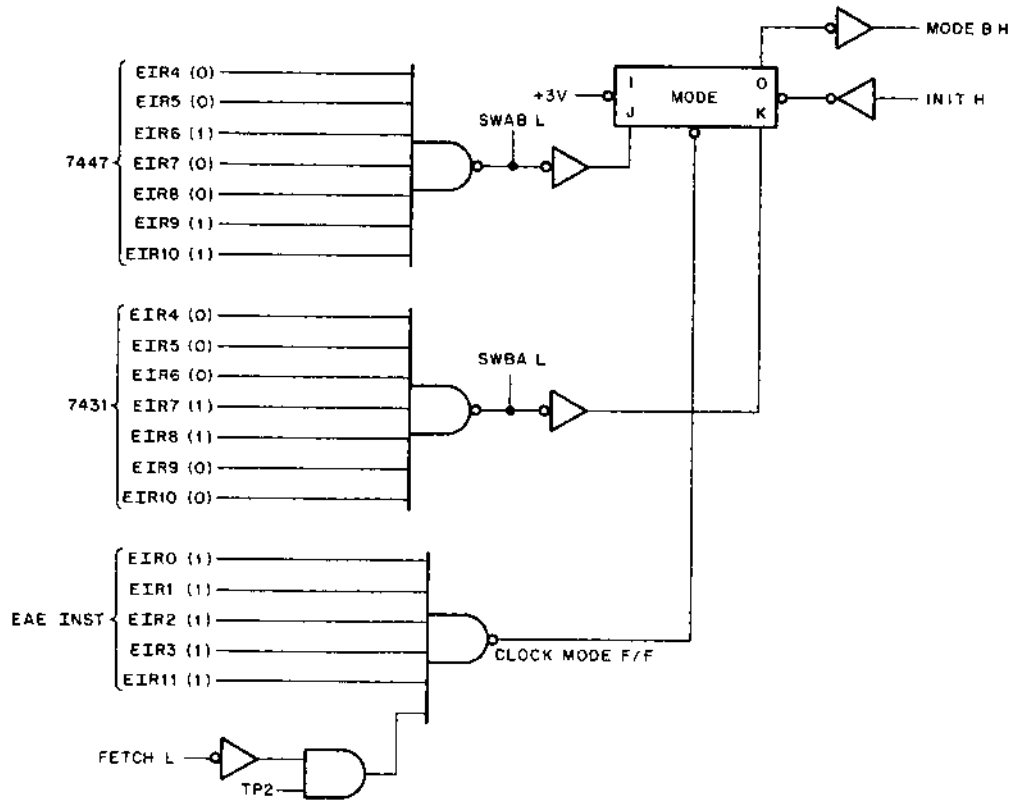 MODE B H
EIR4 (0)
EIR5 (0)
EIR6 (1)
7447
EIR7 (0)
EIR8 (0)
EIR9 (1)
EIR10 (1)
SWAB L
+3V
1
0
MODE
J
K
INIT H
EIR4 (0)
EIR5 (0)
EIR6 (0)
7431
EIR7 (1)
EIR8 (1)
EIR9 (0)
EIR10 (0)
SWBA L
EIR0 (1)
EIR1 (1)
EAE INST
EIR2 (1)
EIR3 (1)
EIR11 (1)
CLOCK MODE F/F
FETCH L
TP2